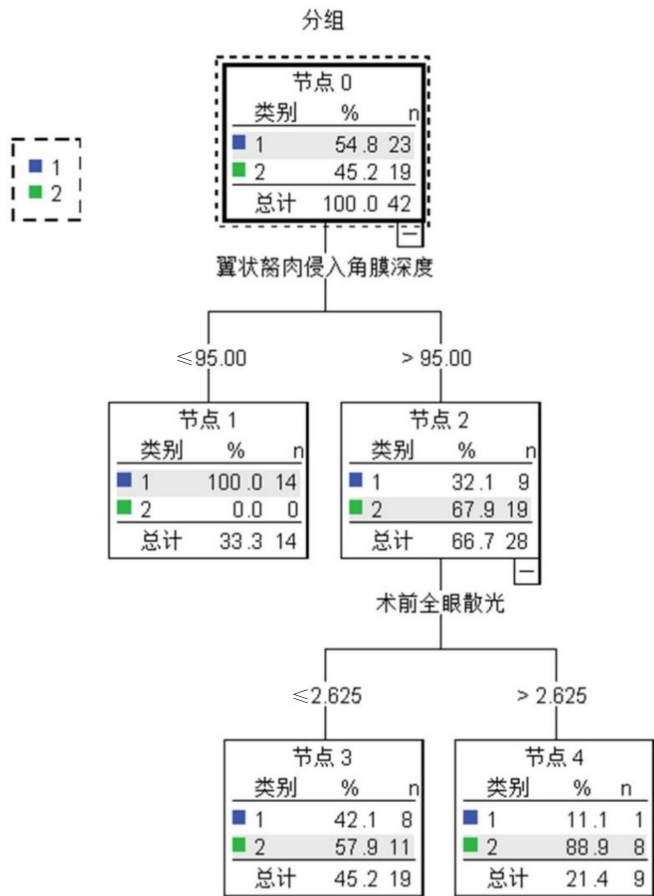 分组
1
2
节点 0
类别 % n
1 54.8 23
2 45.2 19
总计 100.0 42
翼状胬肉侵入角膜深度
≤95.00 > 95.00
节点 1
类别 % n
1 100.0 14
2 0.0 0
总计 33.3 14
节点 2
类别 % n
1 32.1 9
2 67.9 19
总计 66.7 28
术前全眼散光
≤2.625 > 2.625
节点 3
类别 % n
1 42.1 8
2 57.9 11
总计 45.2 19
节点 4
类别 % n
1 11.1 1
2 88.9 8
总计 21.4 9